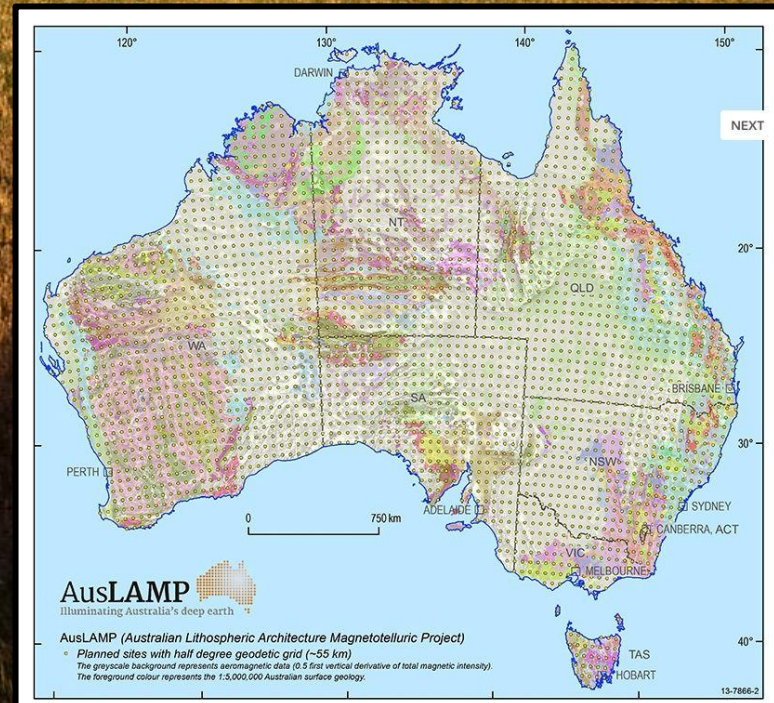 120° 130° 140° 150°
DARWIN
NEXT
NT
20° 20°
QLD
WA
BRISBANE
SA
30° 30°
NSW
PERTH
SYDNEY
ADELAIDE
CANBERRA, ACT
0 750 km
VIC
MELBOURNE
AusLAMP
Illuminating Australia's deep earth
AusLAMP (Australian Lithospheric Architecture Magnetotelluric Project)
40° 40°
Planned sites with half degree geodetic grid (~55 km)
TAS
The greyscale background represents aeromagnetic data (0.5 first vertical derivative of total magnetic intensity).
HOBART
The foreground colour represents the 1:5,000,000 Australian surface geology.
13-7866-2